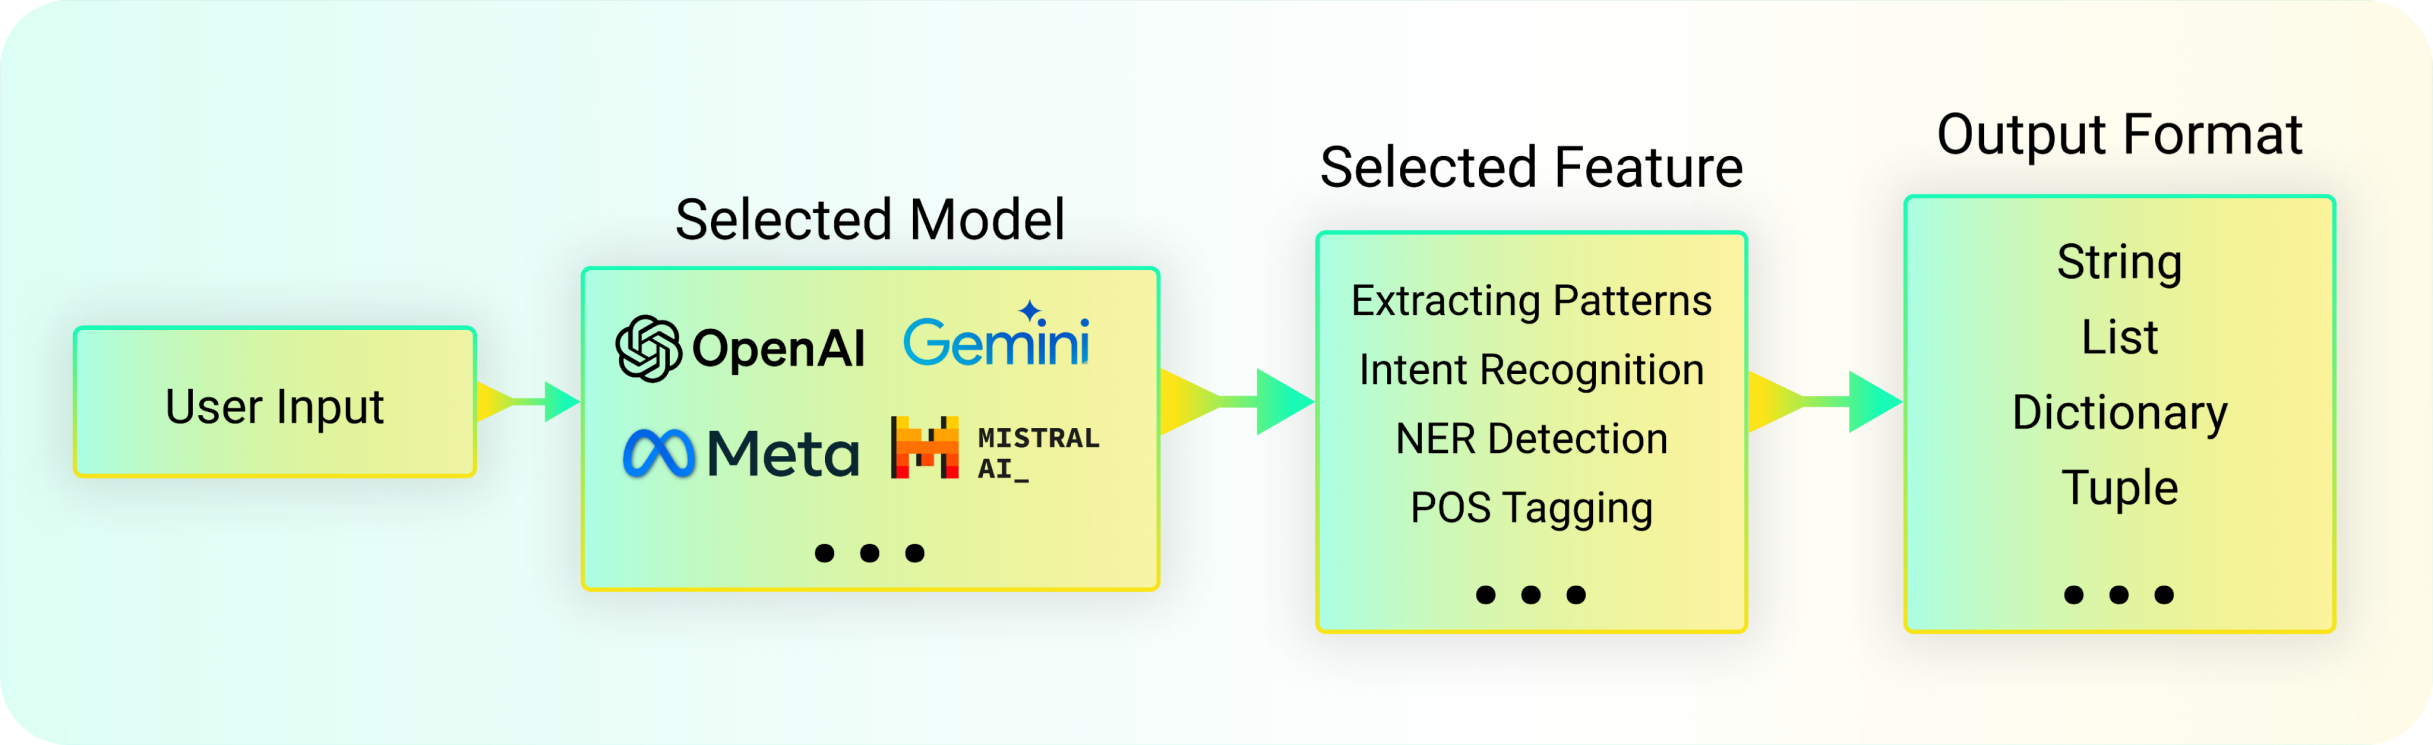 User Input
Selected Model
OpenAI
Gemini
Meta
MISTRAL
AI_
• • •
Selected Feature
Extracting Patterns
Intent Recognition
NER Detection
POS Tagging
• • •
Output Format
String
List
Dictionary
Tuple
• • •